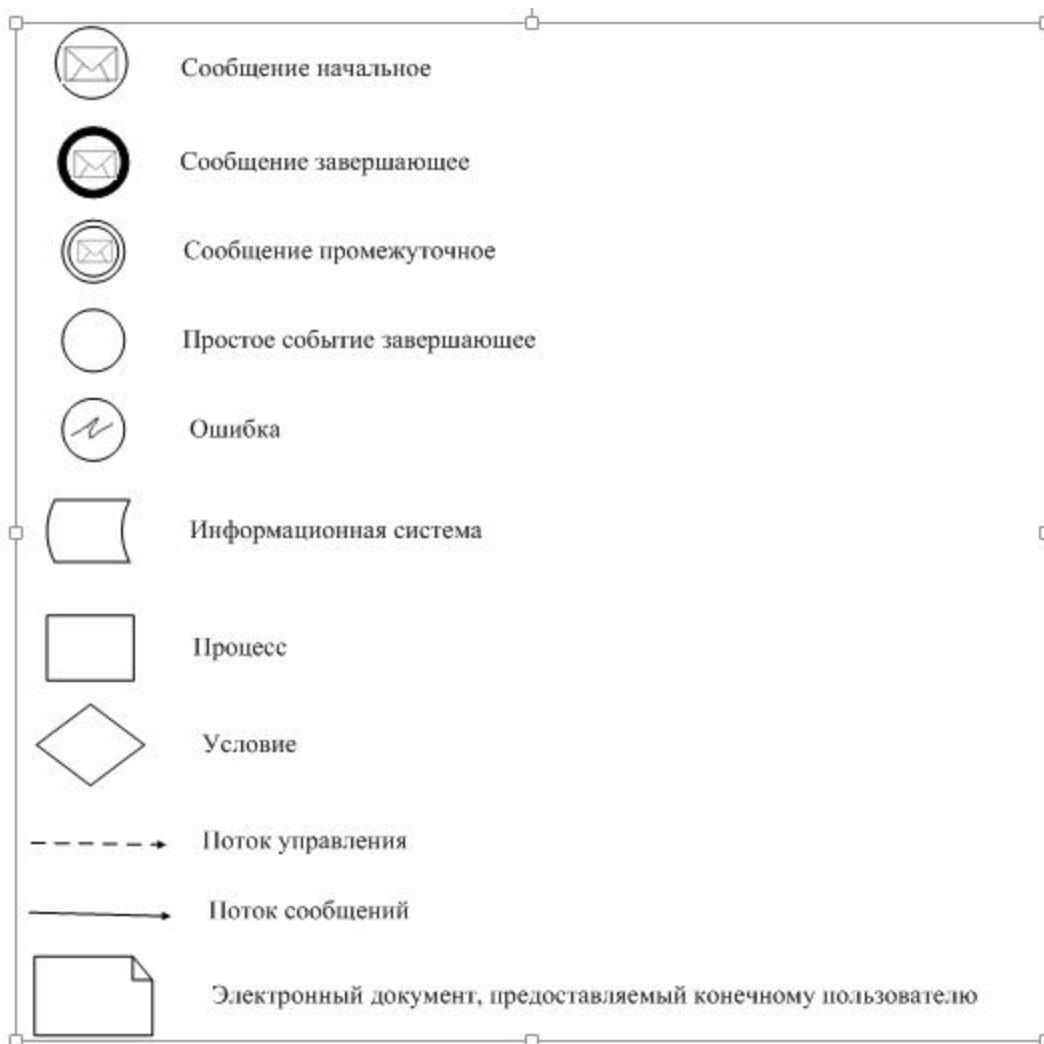 Сообщение начальное
Сообщение завершающее
Сообщение промежуточное
Простое событие завершающее
Ошибка
Информационная система
Процесс
Условие
Поток управления
Поток сообщений
Электронный документ, предоставляемый конечному пользователю